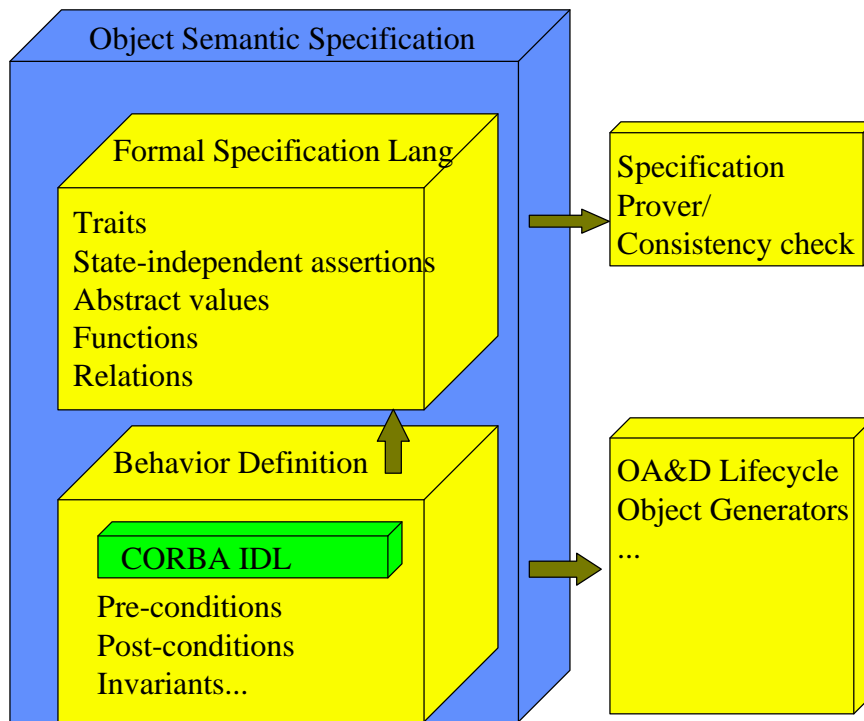 Object Semantic Specification
Formal Specification Lang
Traits
State-independent assertions
Abstract values
Functions
Relations
Behavior Definition
CORBA IDL
Pre-conditions
Post-conditions
Invariants...
Specification
Prover/
Consistency check
OA&D Lifecycle
Object Generators
...